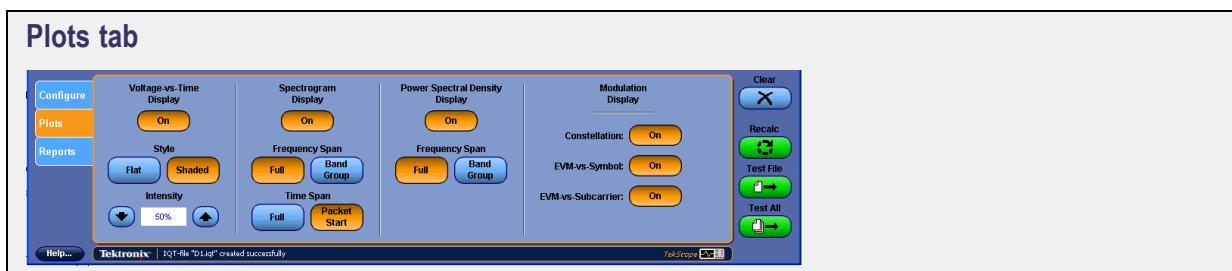 Plots tab
Configure
Plots
Reports
Voltage-vs-Time
Display
On
Style
Flat
Shaded
Intensity
50%
Spectrogram
Display
On
Frequency Span
Full
Band
Group
Time Span
Full
Packet
Start
Power Spectral Density
Display
On
Frequency Span
Full
Band
Group
Modulation
Display
Constellation: On
EVM-vs-Symbol: On
EVM-vs-Subcarrier: On
Clear
Recalc
Test File
Test All
Help...
Tektronix IQT-file "D1.iqt" created successfully
TekScope